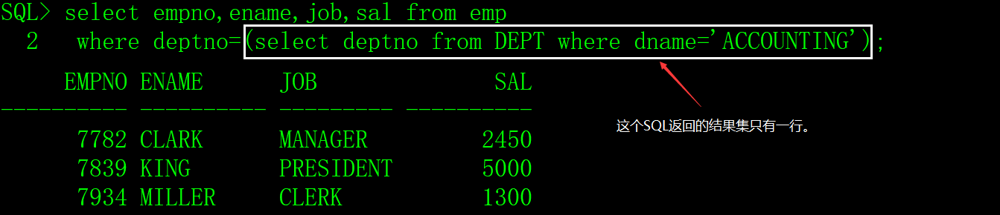 SQL> select empno,ename,job,sal from emp
2 where deptno=(select deptno from DEPT where dname='ACCOUNTING');
EMPNO ENAME JOB SAL
---------- ---------- --------- ----------
这个SQL返回的结果集只有一行。
7782 CLARK MANAGER 2450
7839 KING PRESIDENT 5000
7934 MILLER CLERK 1300